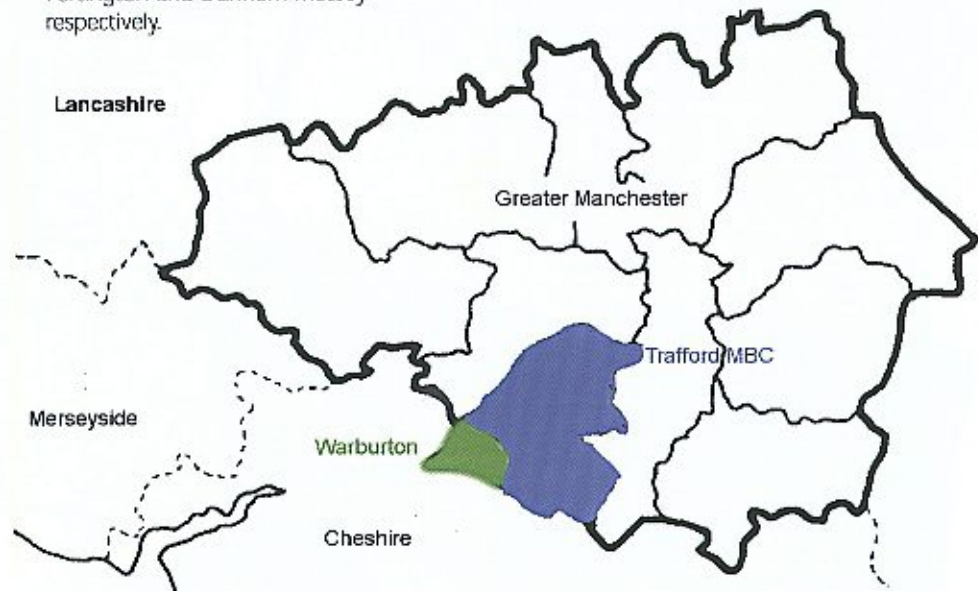 respectively.
Lancashire
Greater Manchester
Trafford MBC
Merseyside
Warburton
Cheshire